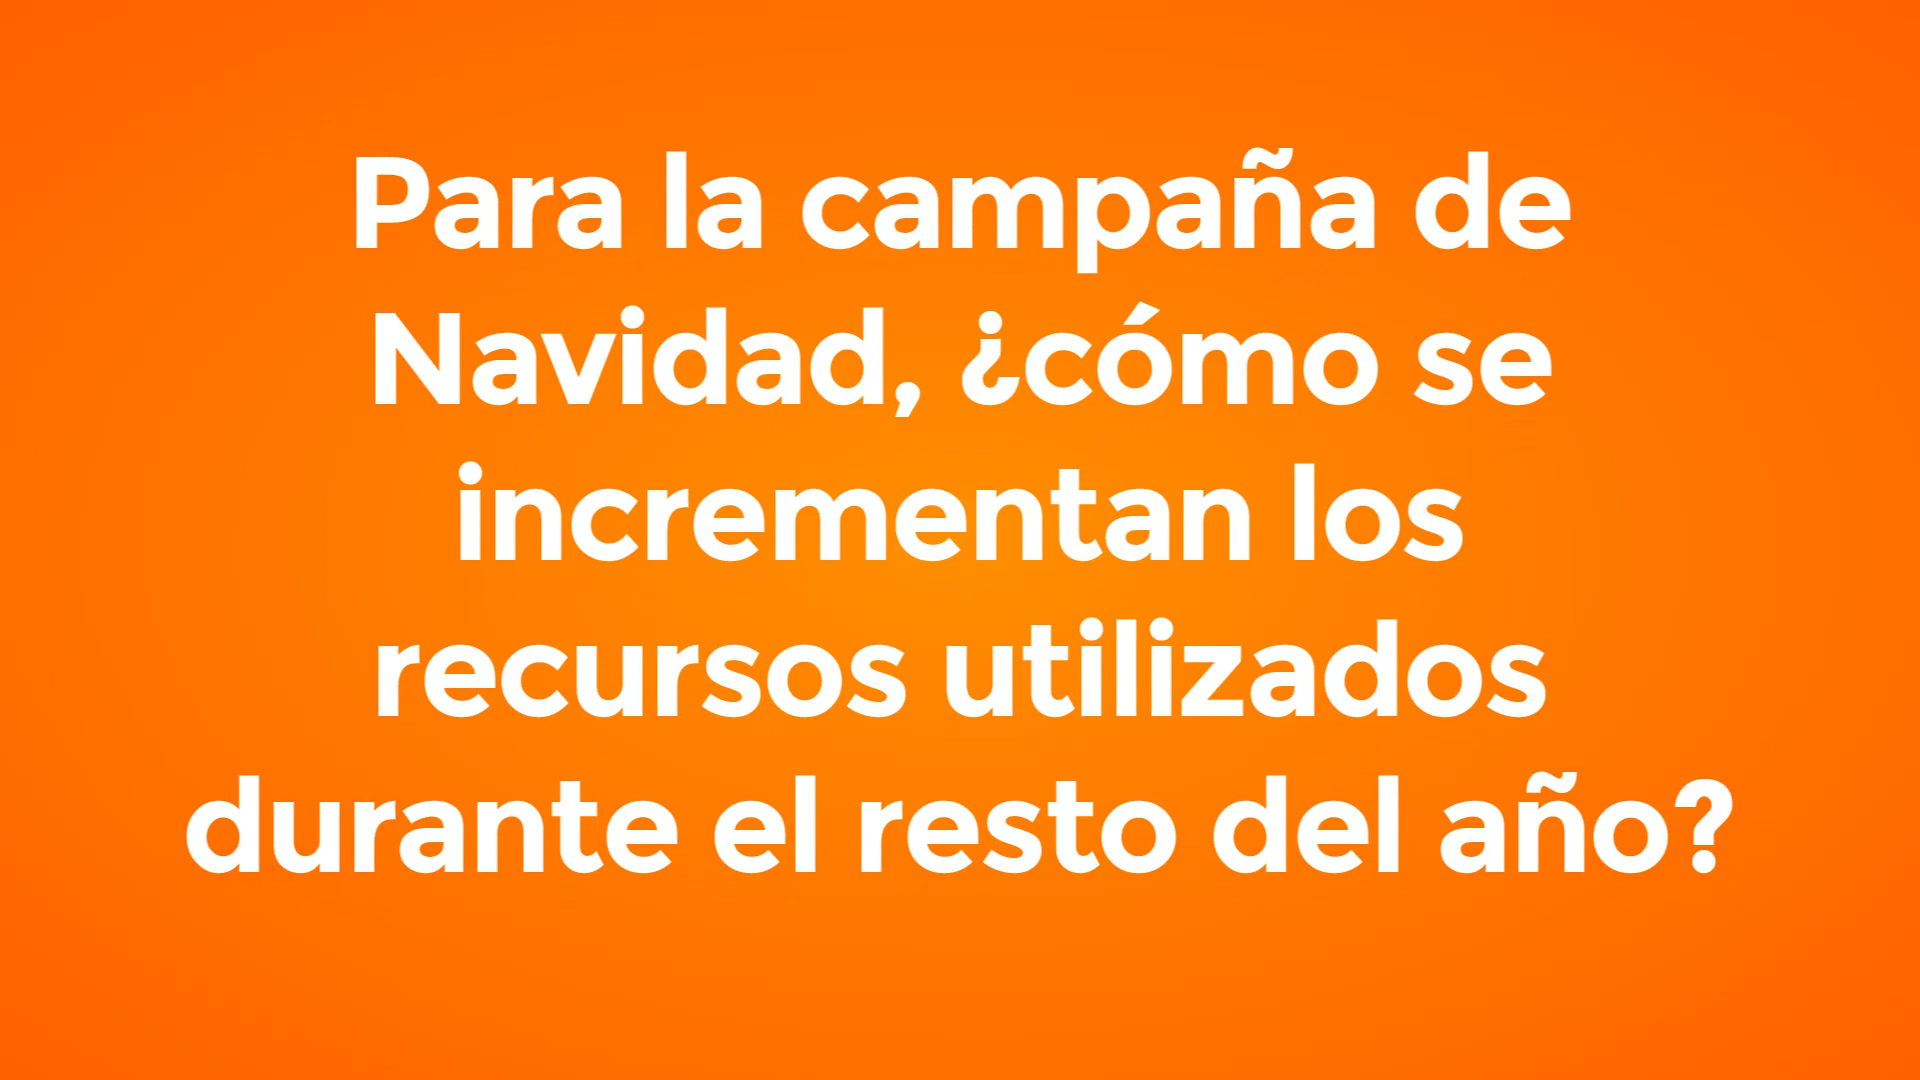 Para la campaña de
Navidad, ¿cómo se
incrementan los
recursos utilizados
durante el resto del año?